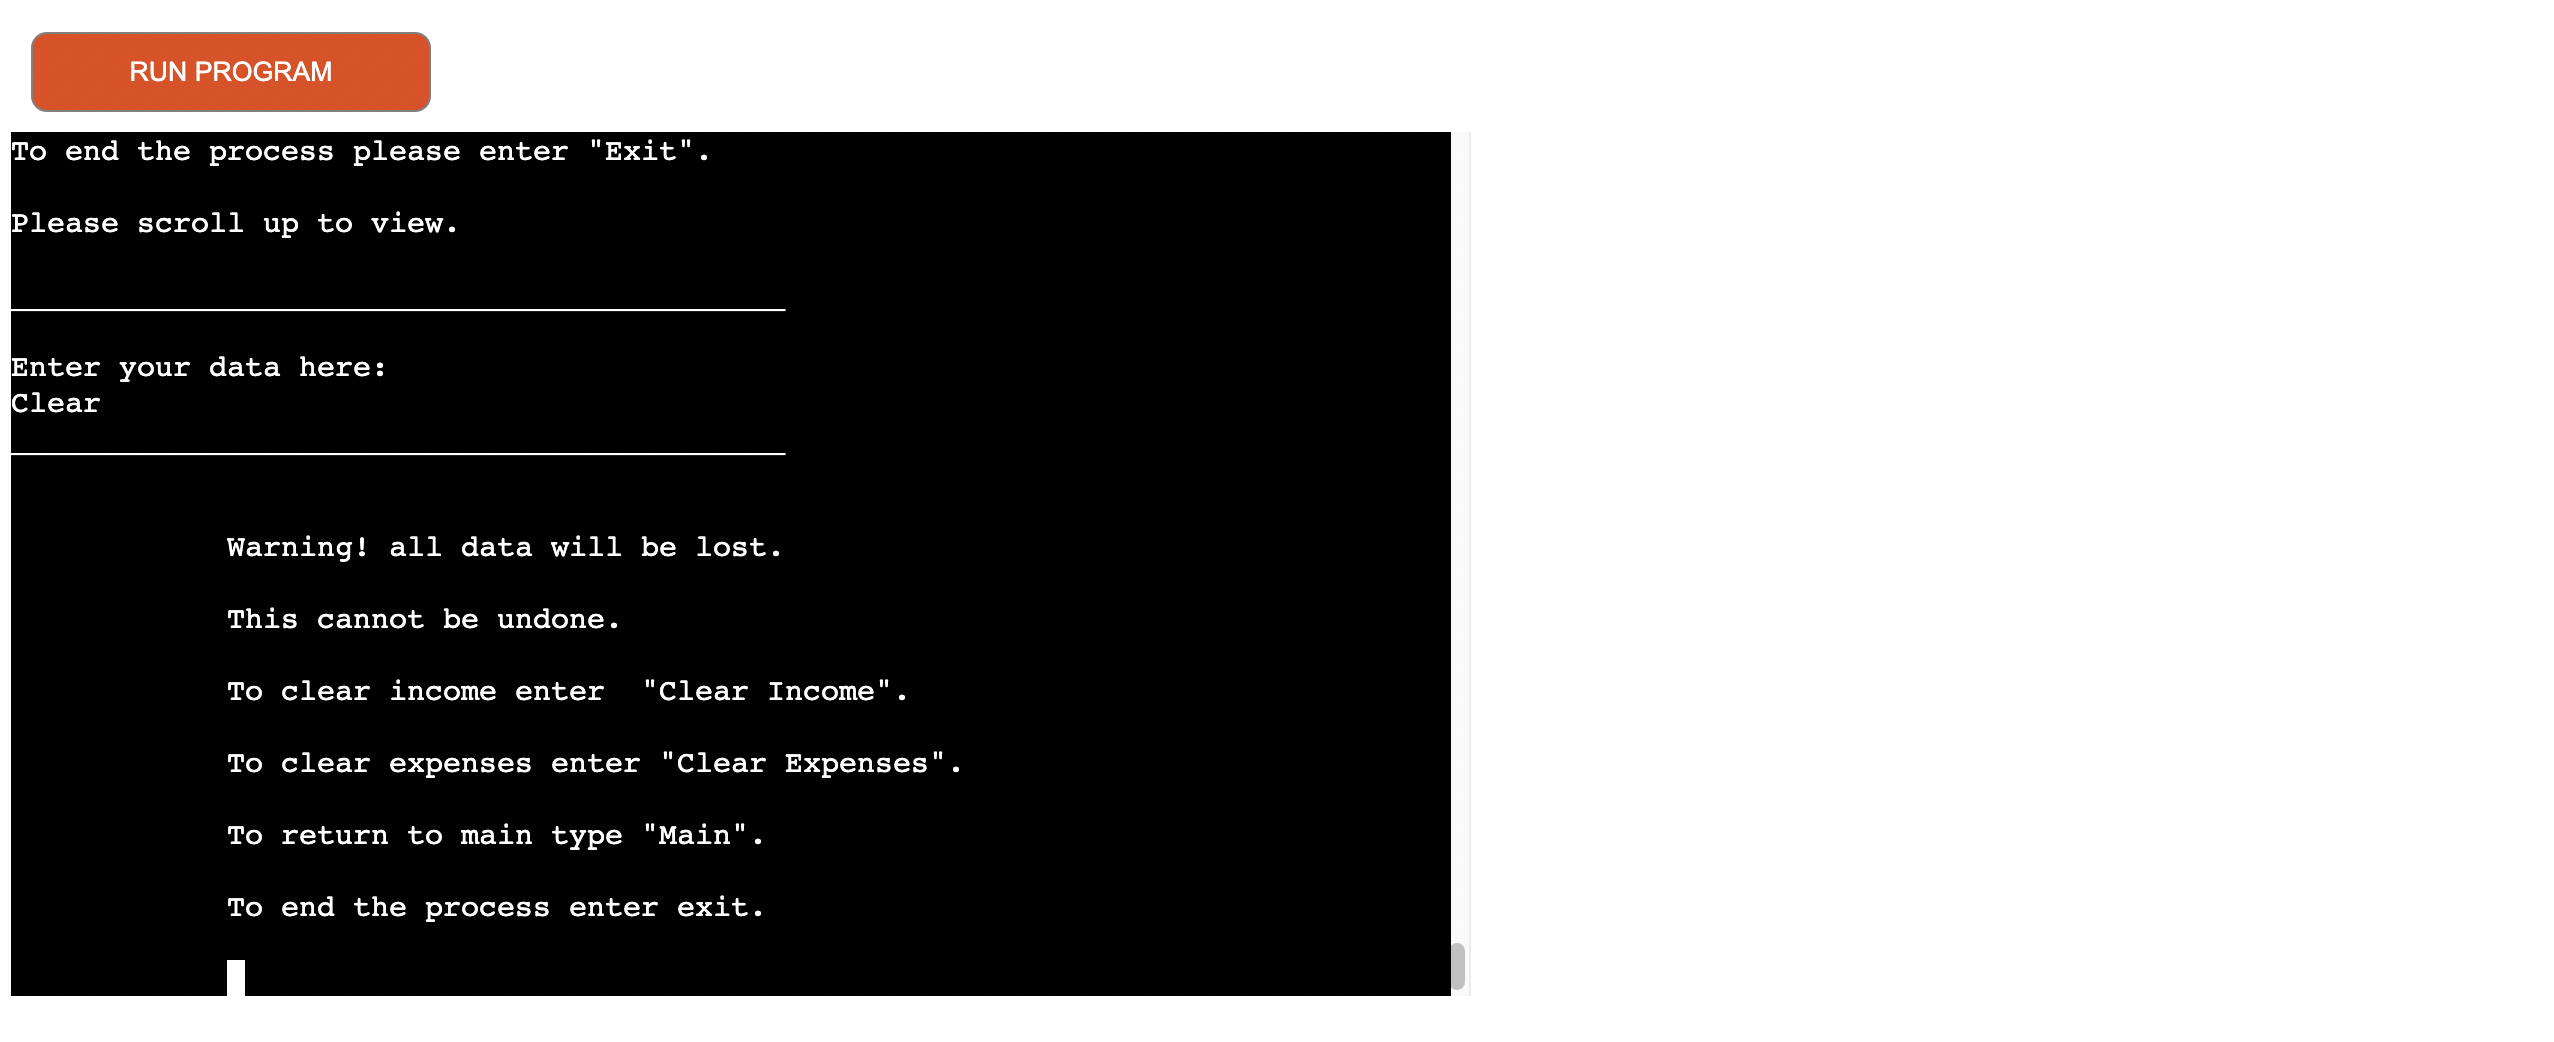 RUN PROGRAM
To end the process please enter "Exit".
Please scroll up to view.
Enter your data here:
Clear
Warning! all data will be lost.
This cannot be undone.
To clear income enter  "Clear Income".
To clear expenses enter "Clear Expenses".
To return to main type "Main".
To end the process enter exit.